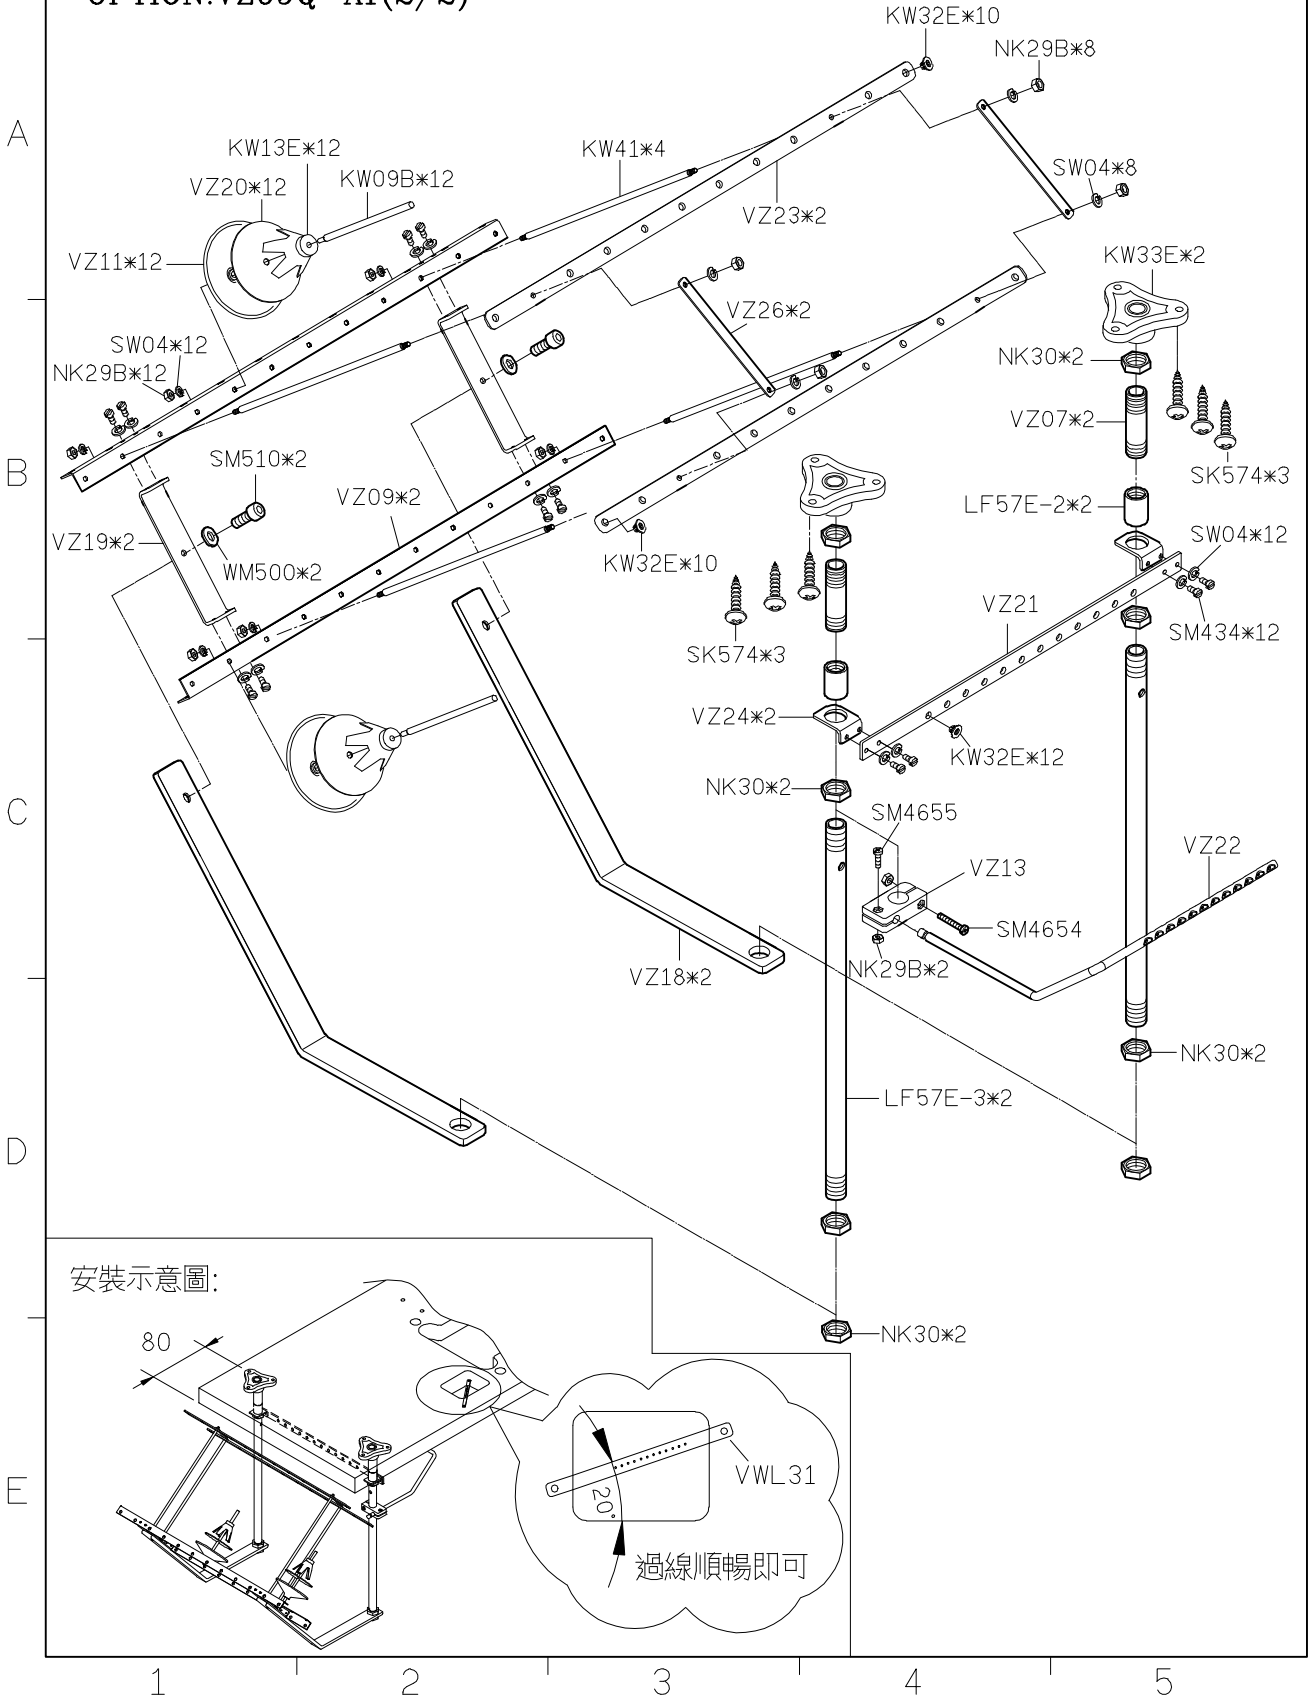 KW32E*10
NK29B*8
A
KW13E*12
KW41*4
VZ20*12
KW09B*12
SW04*8
VZ23*2
VZ11*12
KW33E*2
VZ26*2
SW04*12
NK30*2
NK29B*12
VZ07*2
SM510*2
B
SK574*3
VZ09*2
LF57E-2*2
VZ19*2
SW04*12
WM500*2
KW32E*10
VZ21
SM434*12
SK574*3
VZ24*2
KW32E*12
NK30*2
C
SM4655
VZ22
VZ13
SM4654
NK29B*2
VZ18*2
NK30*2
LF57E-3*2
D
安裝示意圖:
NK30*2
80
VWL31
E
20°
過線順暢即可
1
2
3
4
5